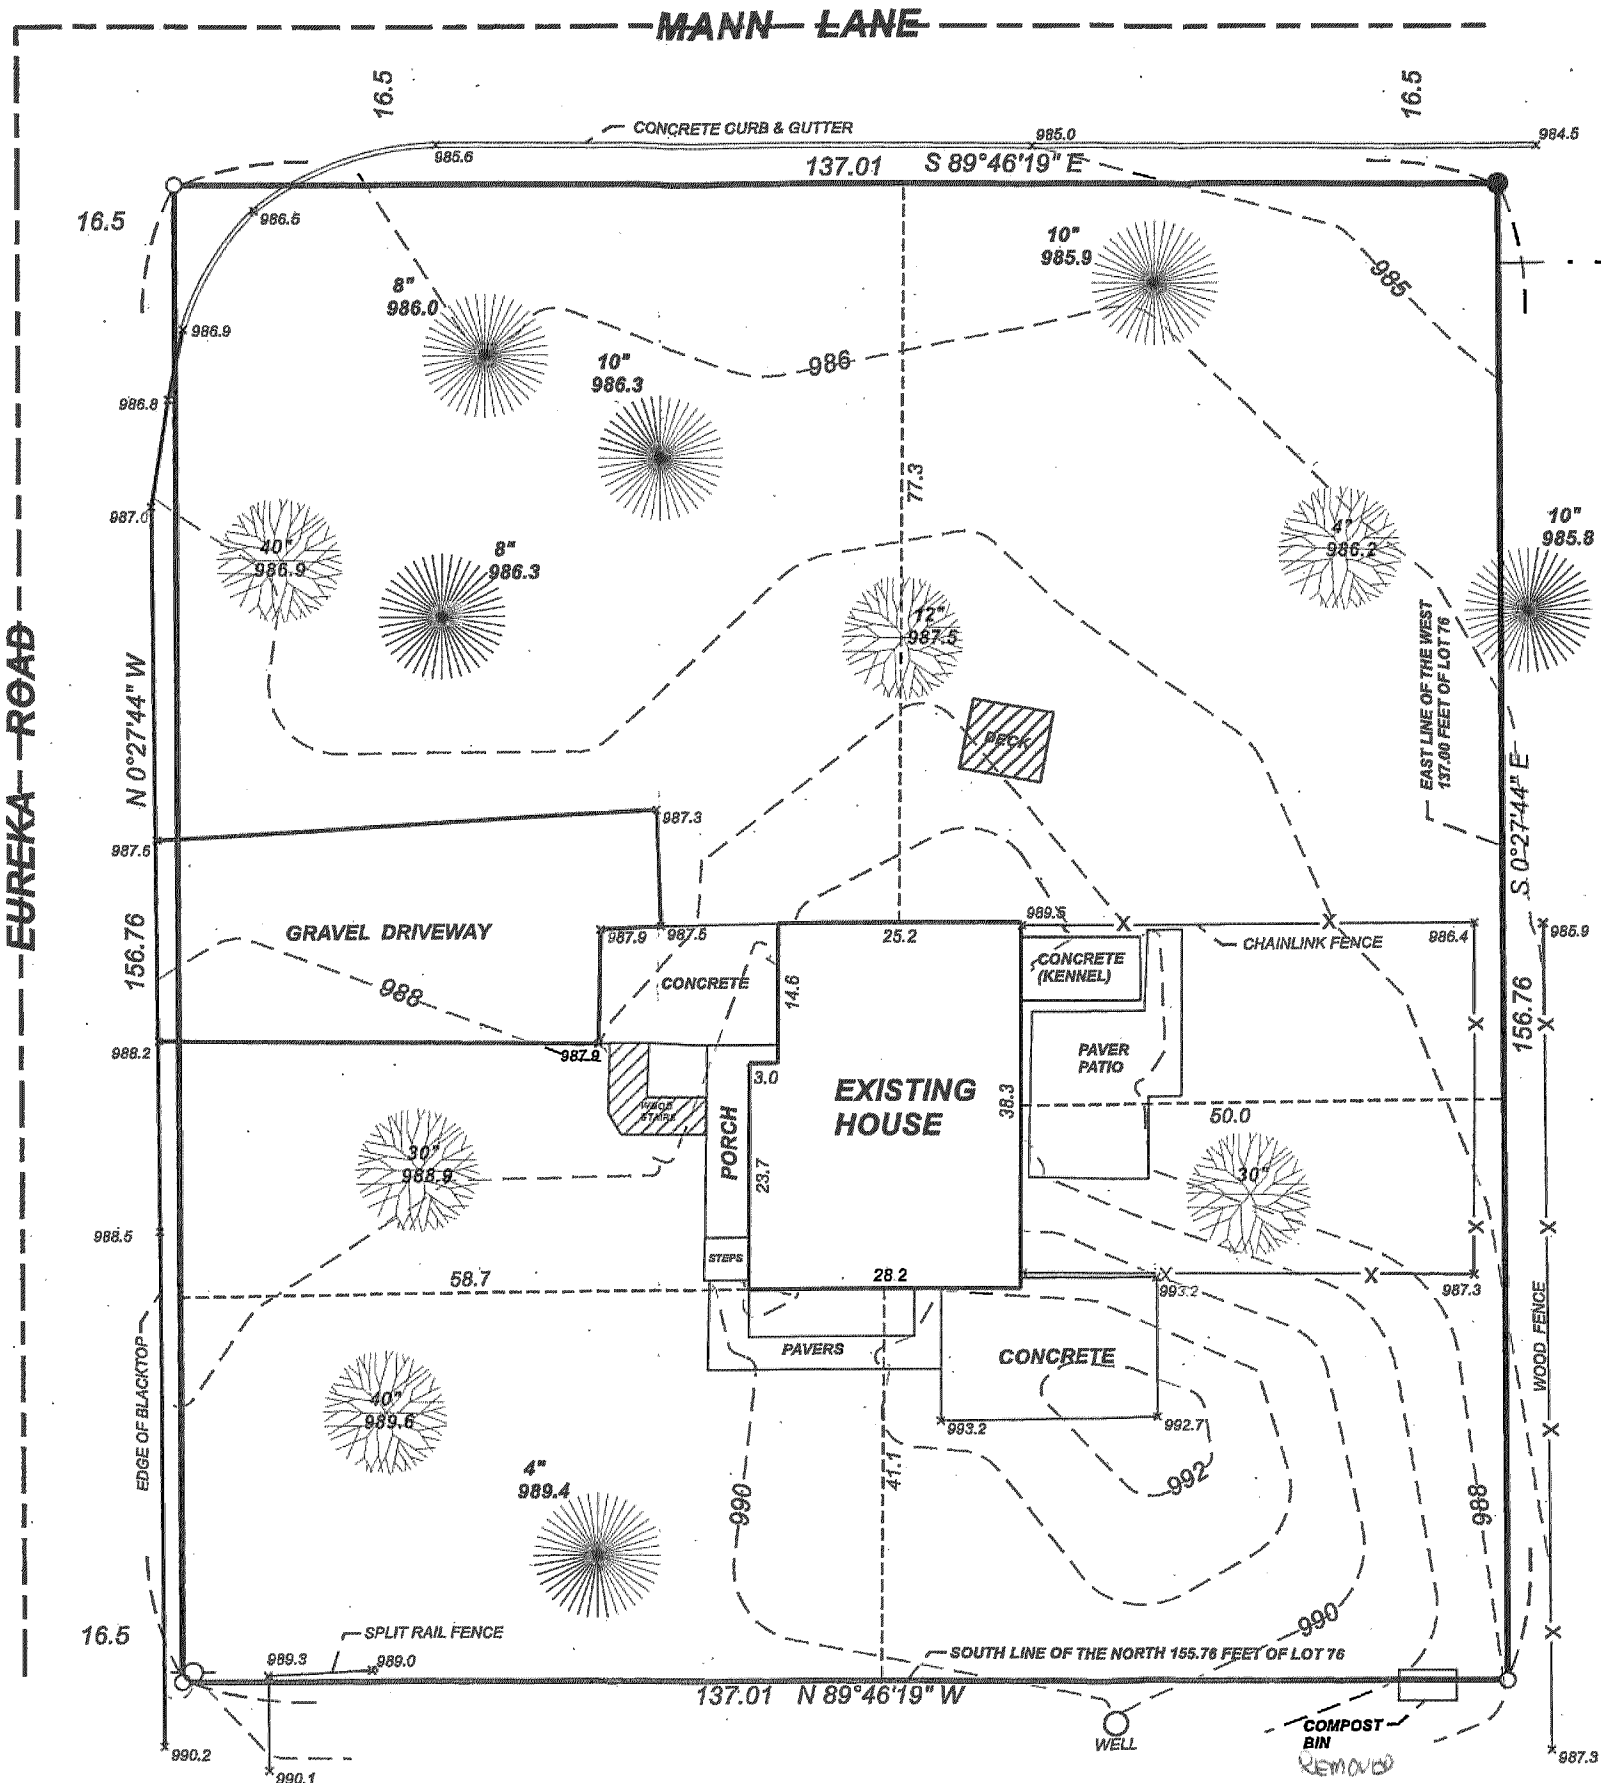 MANN LANE
16.5
16.5
CONCRETE CURB & GUTTER
985.6
985.0
984.5
137.01 S 89°46'19" E
16.5
986.5
10"
985.9
985
8"
986.0
986.9
986
10"
986.3
986.8
77.3
987.0
40"
986.9
8"
986.3
4"
986.2
10"
985.8
12"
987.5
EAST LINE OF THE WEST
137.00 FEET OF LOT 76
N 0°27'44" W
EUREKA ROAD
DECK
S 0°27'44" E
987.3
987.6
GRAVEL DRIVEWAY
987.9
987.5
989.5
25.2
986.4
985.9
CHAINLINK FENCE
156.76
988
CONCRETE
14.6
CONCRETE
(KENNEL)
156.76
988.2
987.9
PAVER
PATIO
3.0
EXISTING
HOUSE
38.3
50.0
WOOD
STAIRS
PORCH
23.7
30"
988.9
30"
988.5
STEPS
58.7
28.2
993.2
987.3
WOOD FENCE
EDGE OF BLACKTOP
PAVERS
CONCRETE
40"
989.6
993.2
992.7
41.1
992
4"
989.4
990
988
990
16.5
SPLIT RAIL FENCE
989.3
989.0
SOUTH LINE OF THE NORTH 155.76 FEET OF LOT 76
137.01 N 89°46'19" W
WELL
COMPOST
BIN
REMOVED
990.2
990.1
987.3